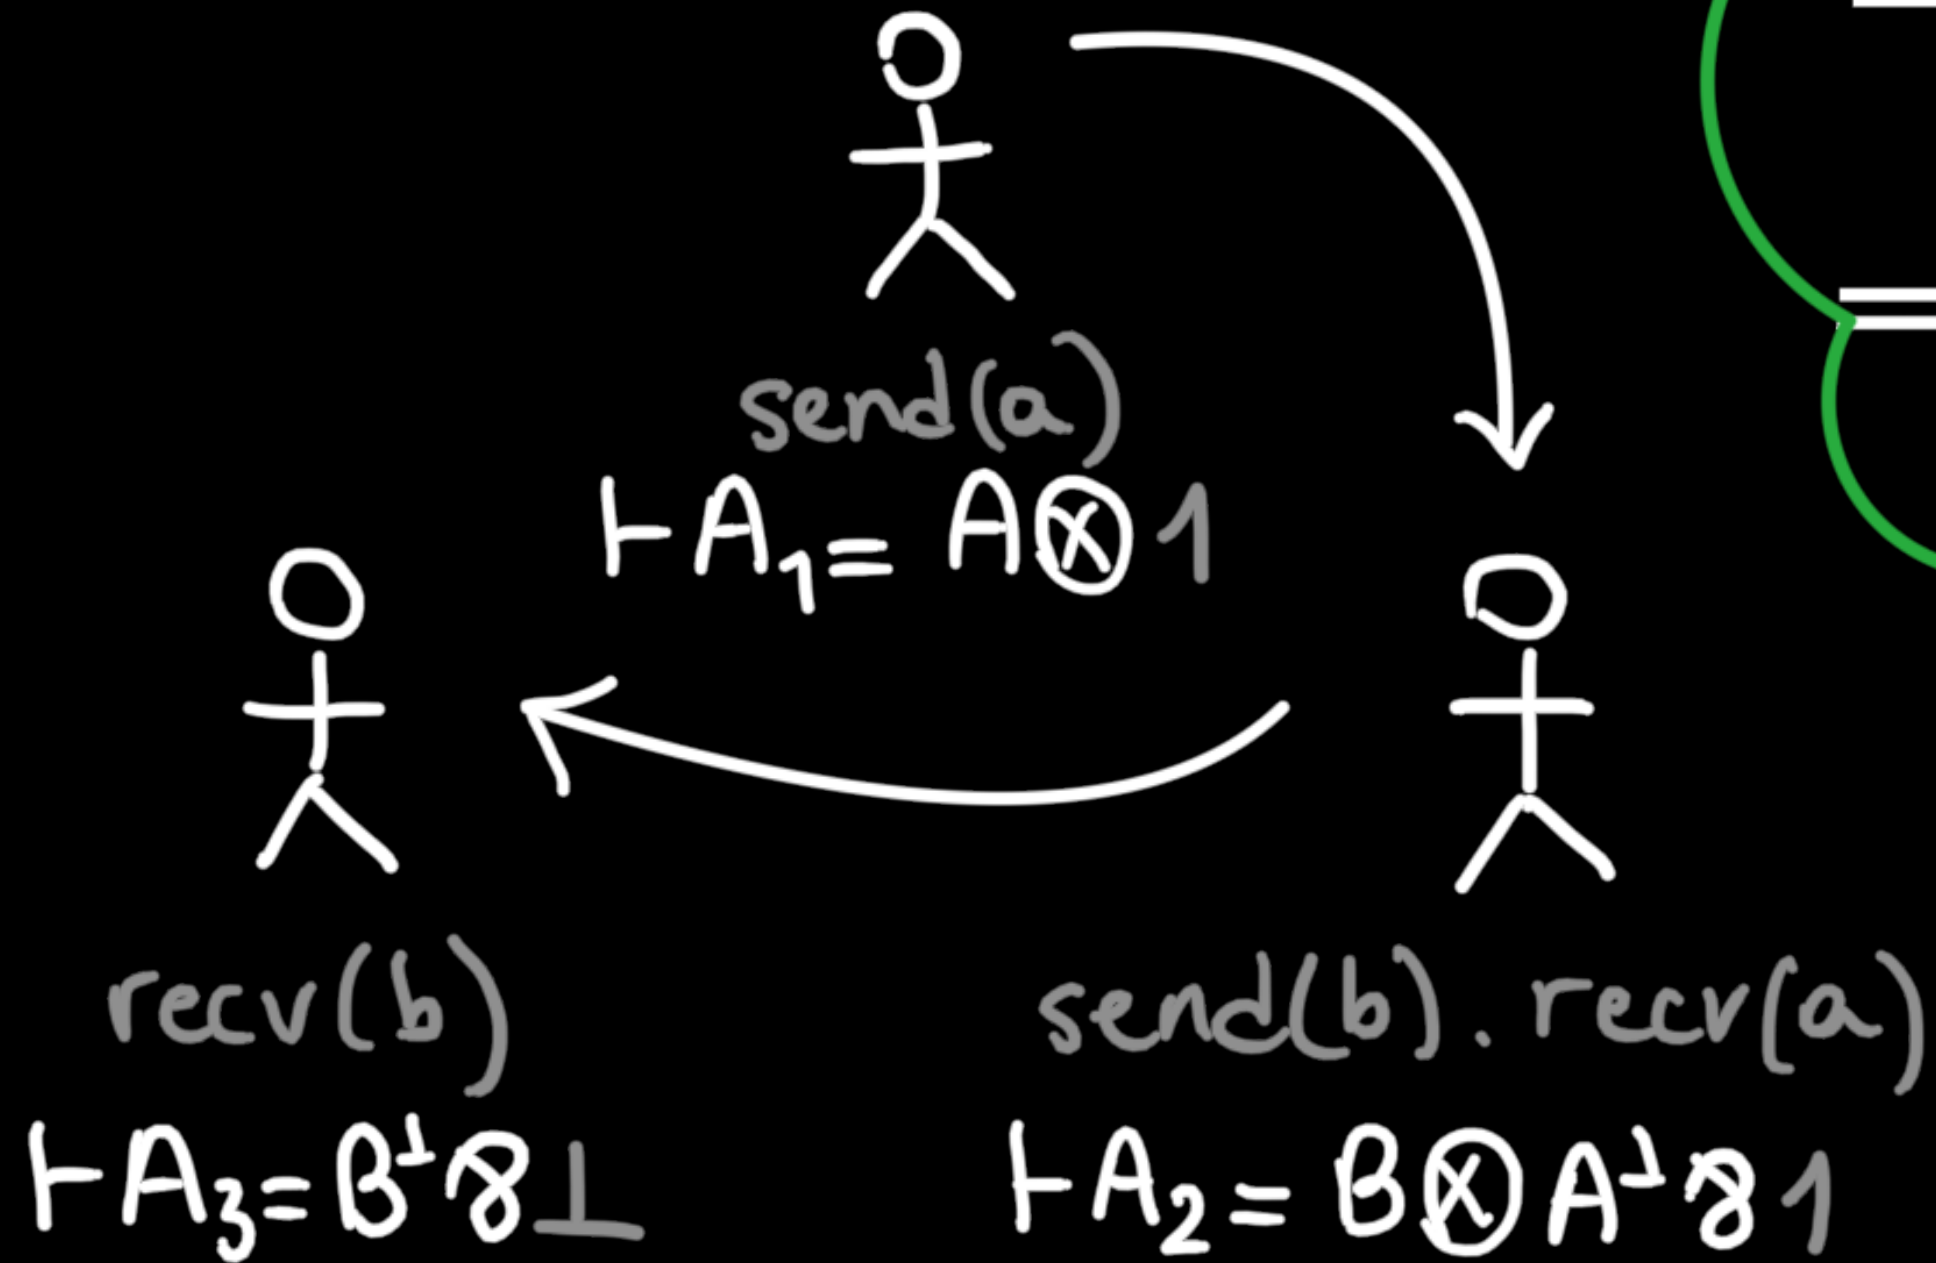 send(a)
⊢A₁= A⊗1
recv(b)
⊢A₃=B^⊥⅋⊥
send(b).recv(a)
⊢A₂= B⊗A^⊥⅋1